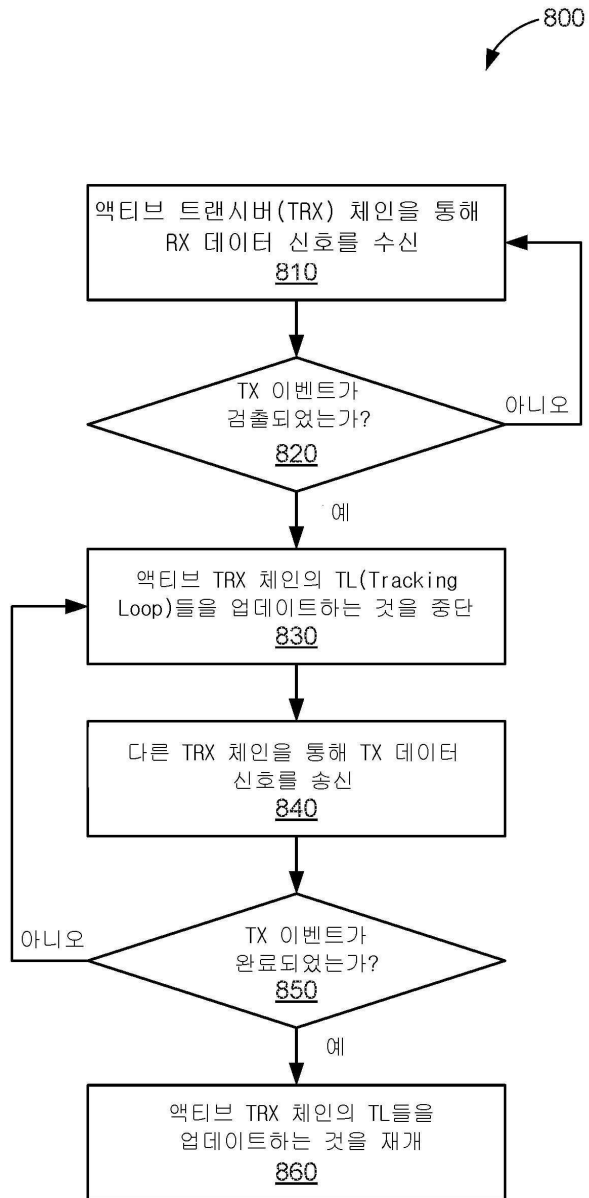 800
액티브 트랜시버(TRX) 체인을 통해
RX 데이터 신호를 수신
810
TX 이벤트가
검출되었는가?
820
아니오
예
액티브 TRX 체인의 TL(Tracking
Loop)들을 업데이트하는 것을 중단
830
다른 TRX 체인을 통해 TX 데이터
신호를 송신
840
아니오
TX 이벤트가
완료되었는가?
850
예
액티브 TRX 체인의 TL들을
업데이트하는 것을 재개
860